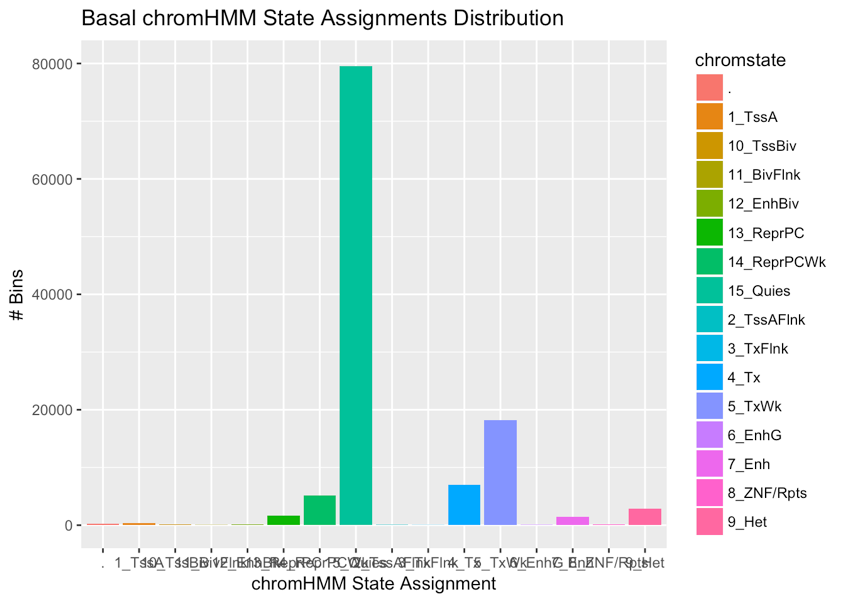 Basal chromHMM State Assignments Distribution
80000
60000
40000
20000
0
# Bins
.
chromHMM State Assignment
chromstate
.
1_TssA
10_TssBiv
11_BivFlnk
12_EnhBiv
13_ReprPC
14_ReprPCWk
15_Quies
2_TssAFlnk
3_TxFlnk
4_Tx
5_TxWk
6_EnhG
7_Enh
8_ZNF/Rpts
9_Het